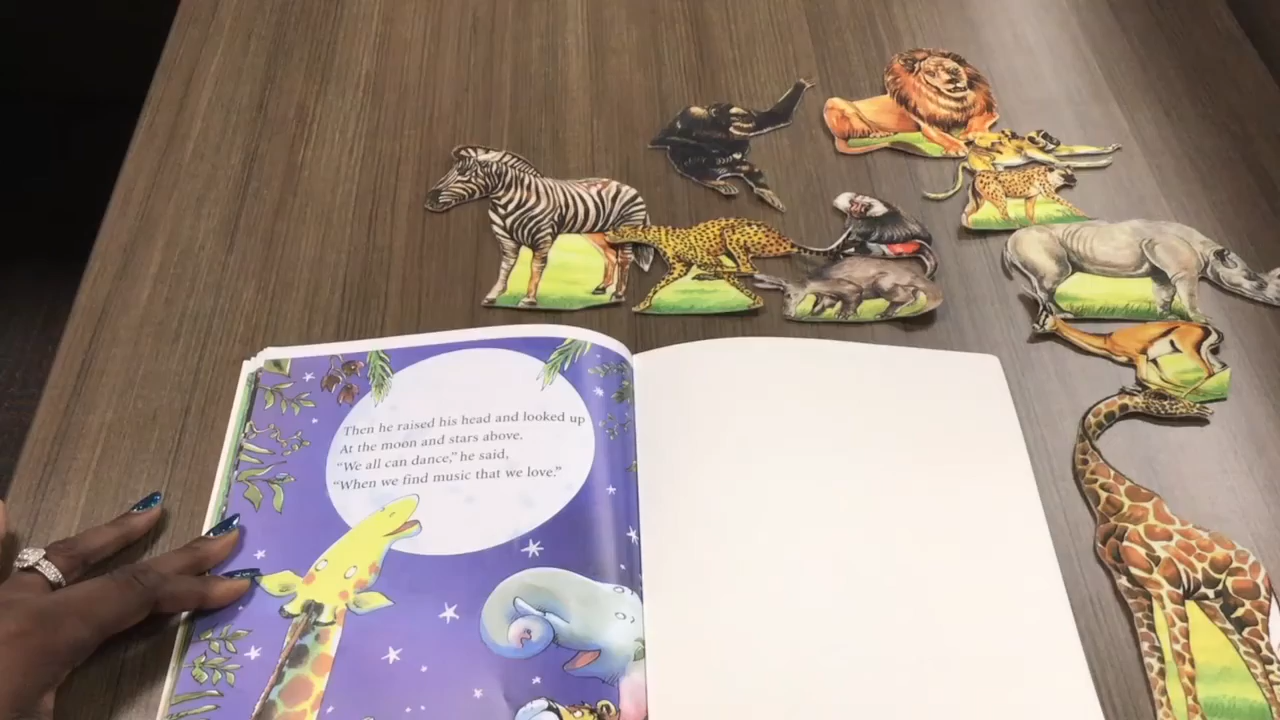 Then he raised his head and looked up
At the moon and stars above.
"We all can dance," he said,
"When we find music that we love."